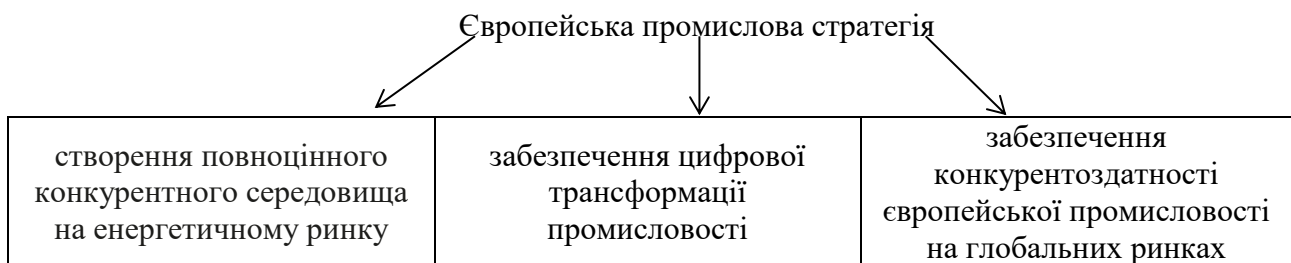 Європейська промислова стратегія
створення повноцінного
конкурентного середовища
на енергетичному ринку
забезпечення цифрової
трансформації
промисловості
забезпечення
конкурентоздатності
європейської промисловості
на глобальних ринках